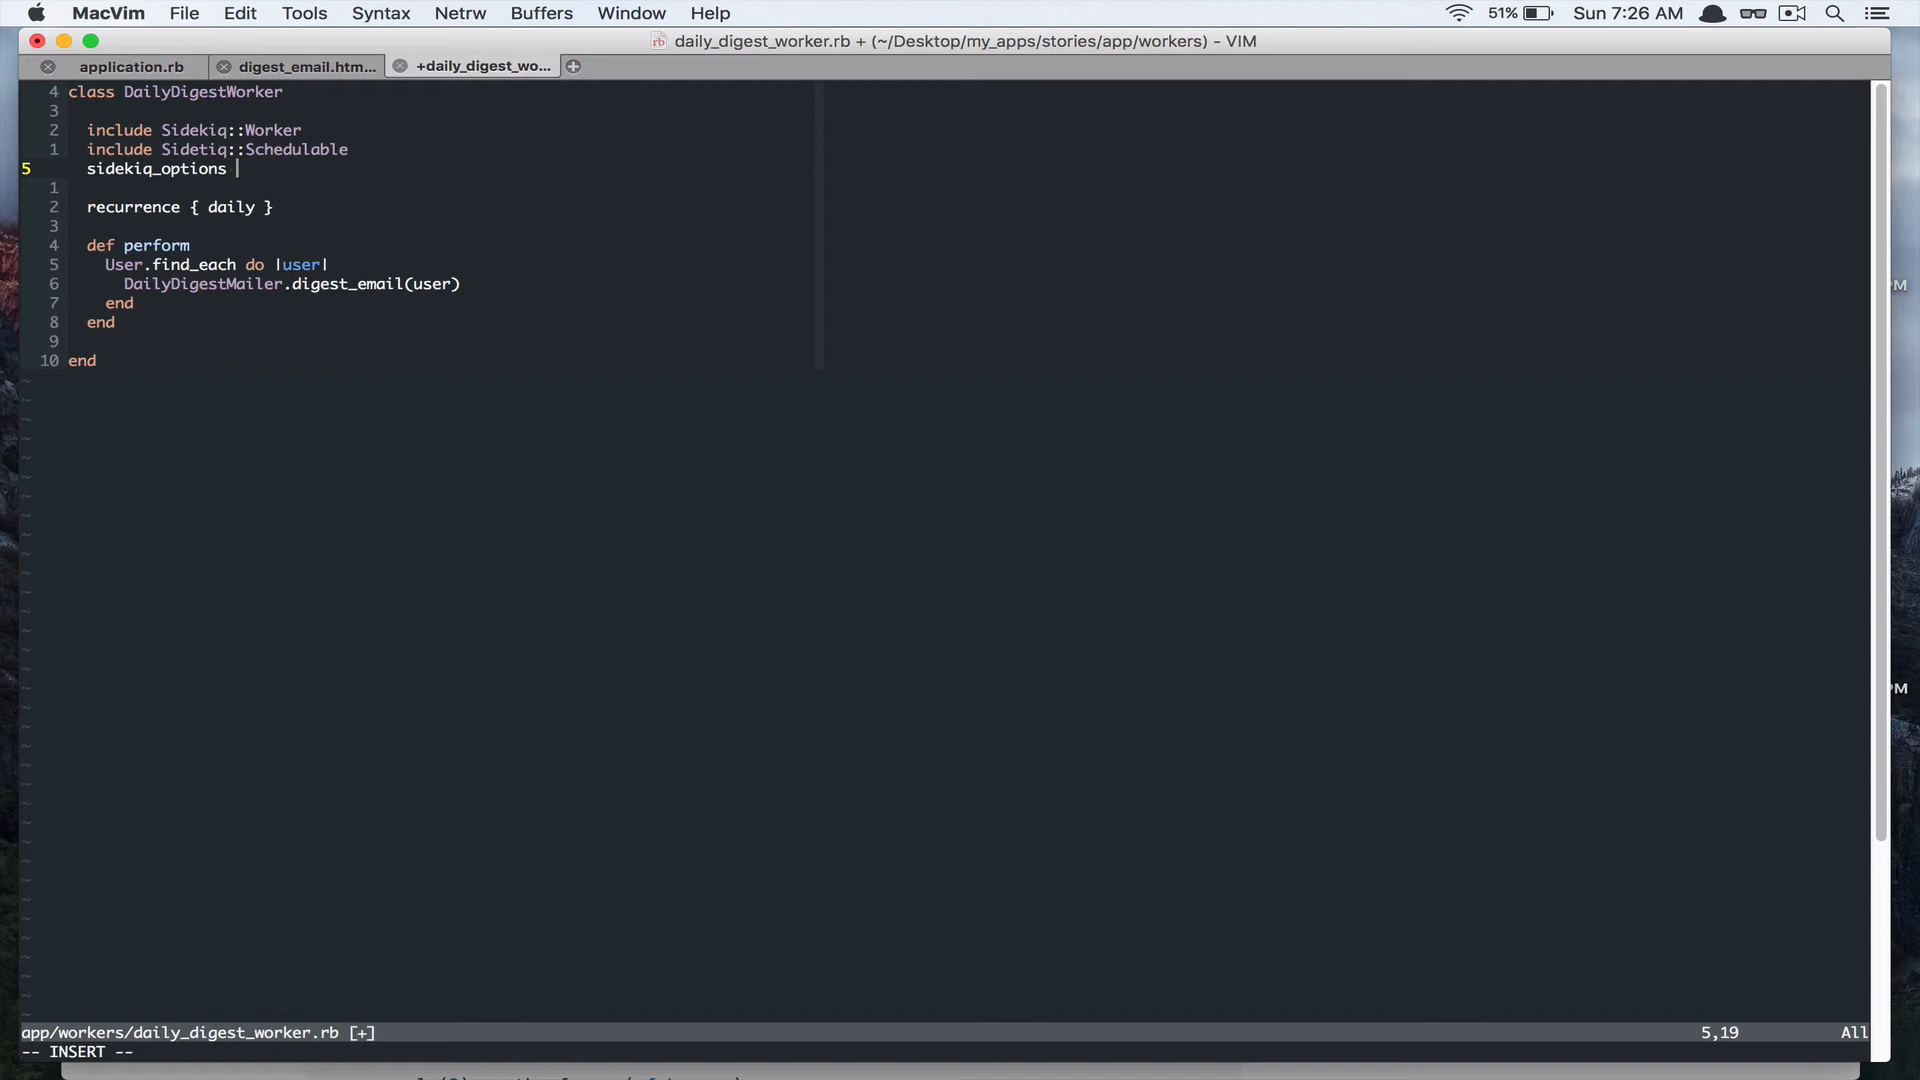 MacVim File Edit Tools Syntax Netrw Buffers Window Help 51% Sun 7:26 AM
daily_digest_worker.rb + (~/Desktop/my_apps/stories/app/workers) - VIM
application.rb digest_email.htm... +daily_digest_wo...
4 class DailyDigestWorker
3
2 include Sidekiq::Worker
1 include Sidetiq::Schedulable
5 sidekiq_options
1
2 recurrence { daily }
3
4 def perform
5 User.find_each do |user|
6 DailyDigestMailer.digest_email(user)
7 end
8 end
9
10 end
PM
PM
app/workers/daily_digest_worker.rb [+] 5,19 All
-- INSERT --